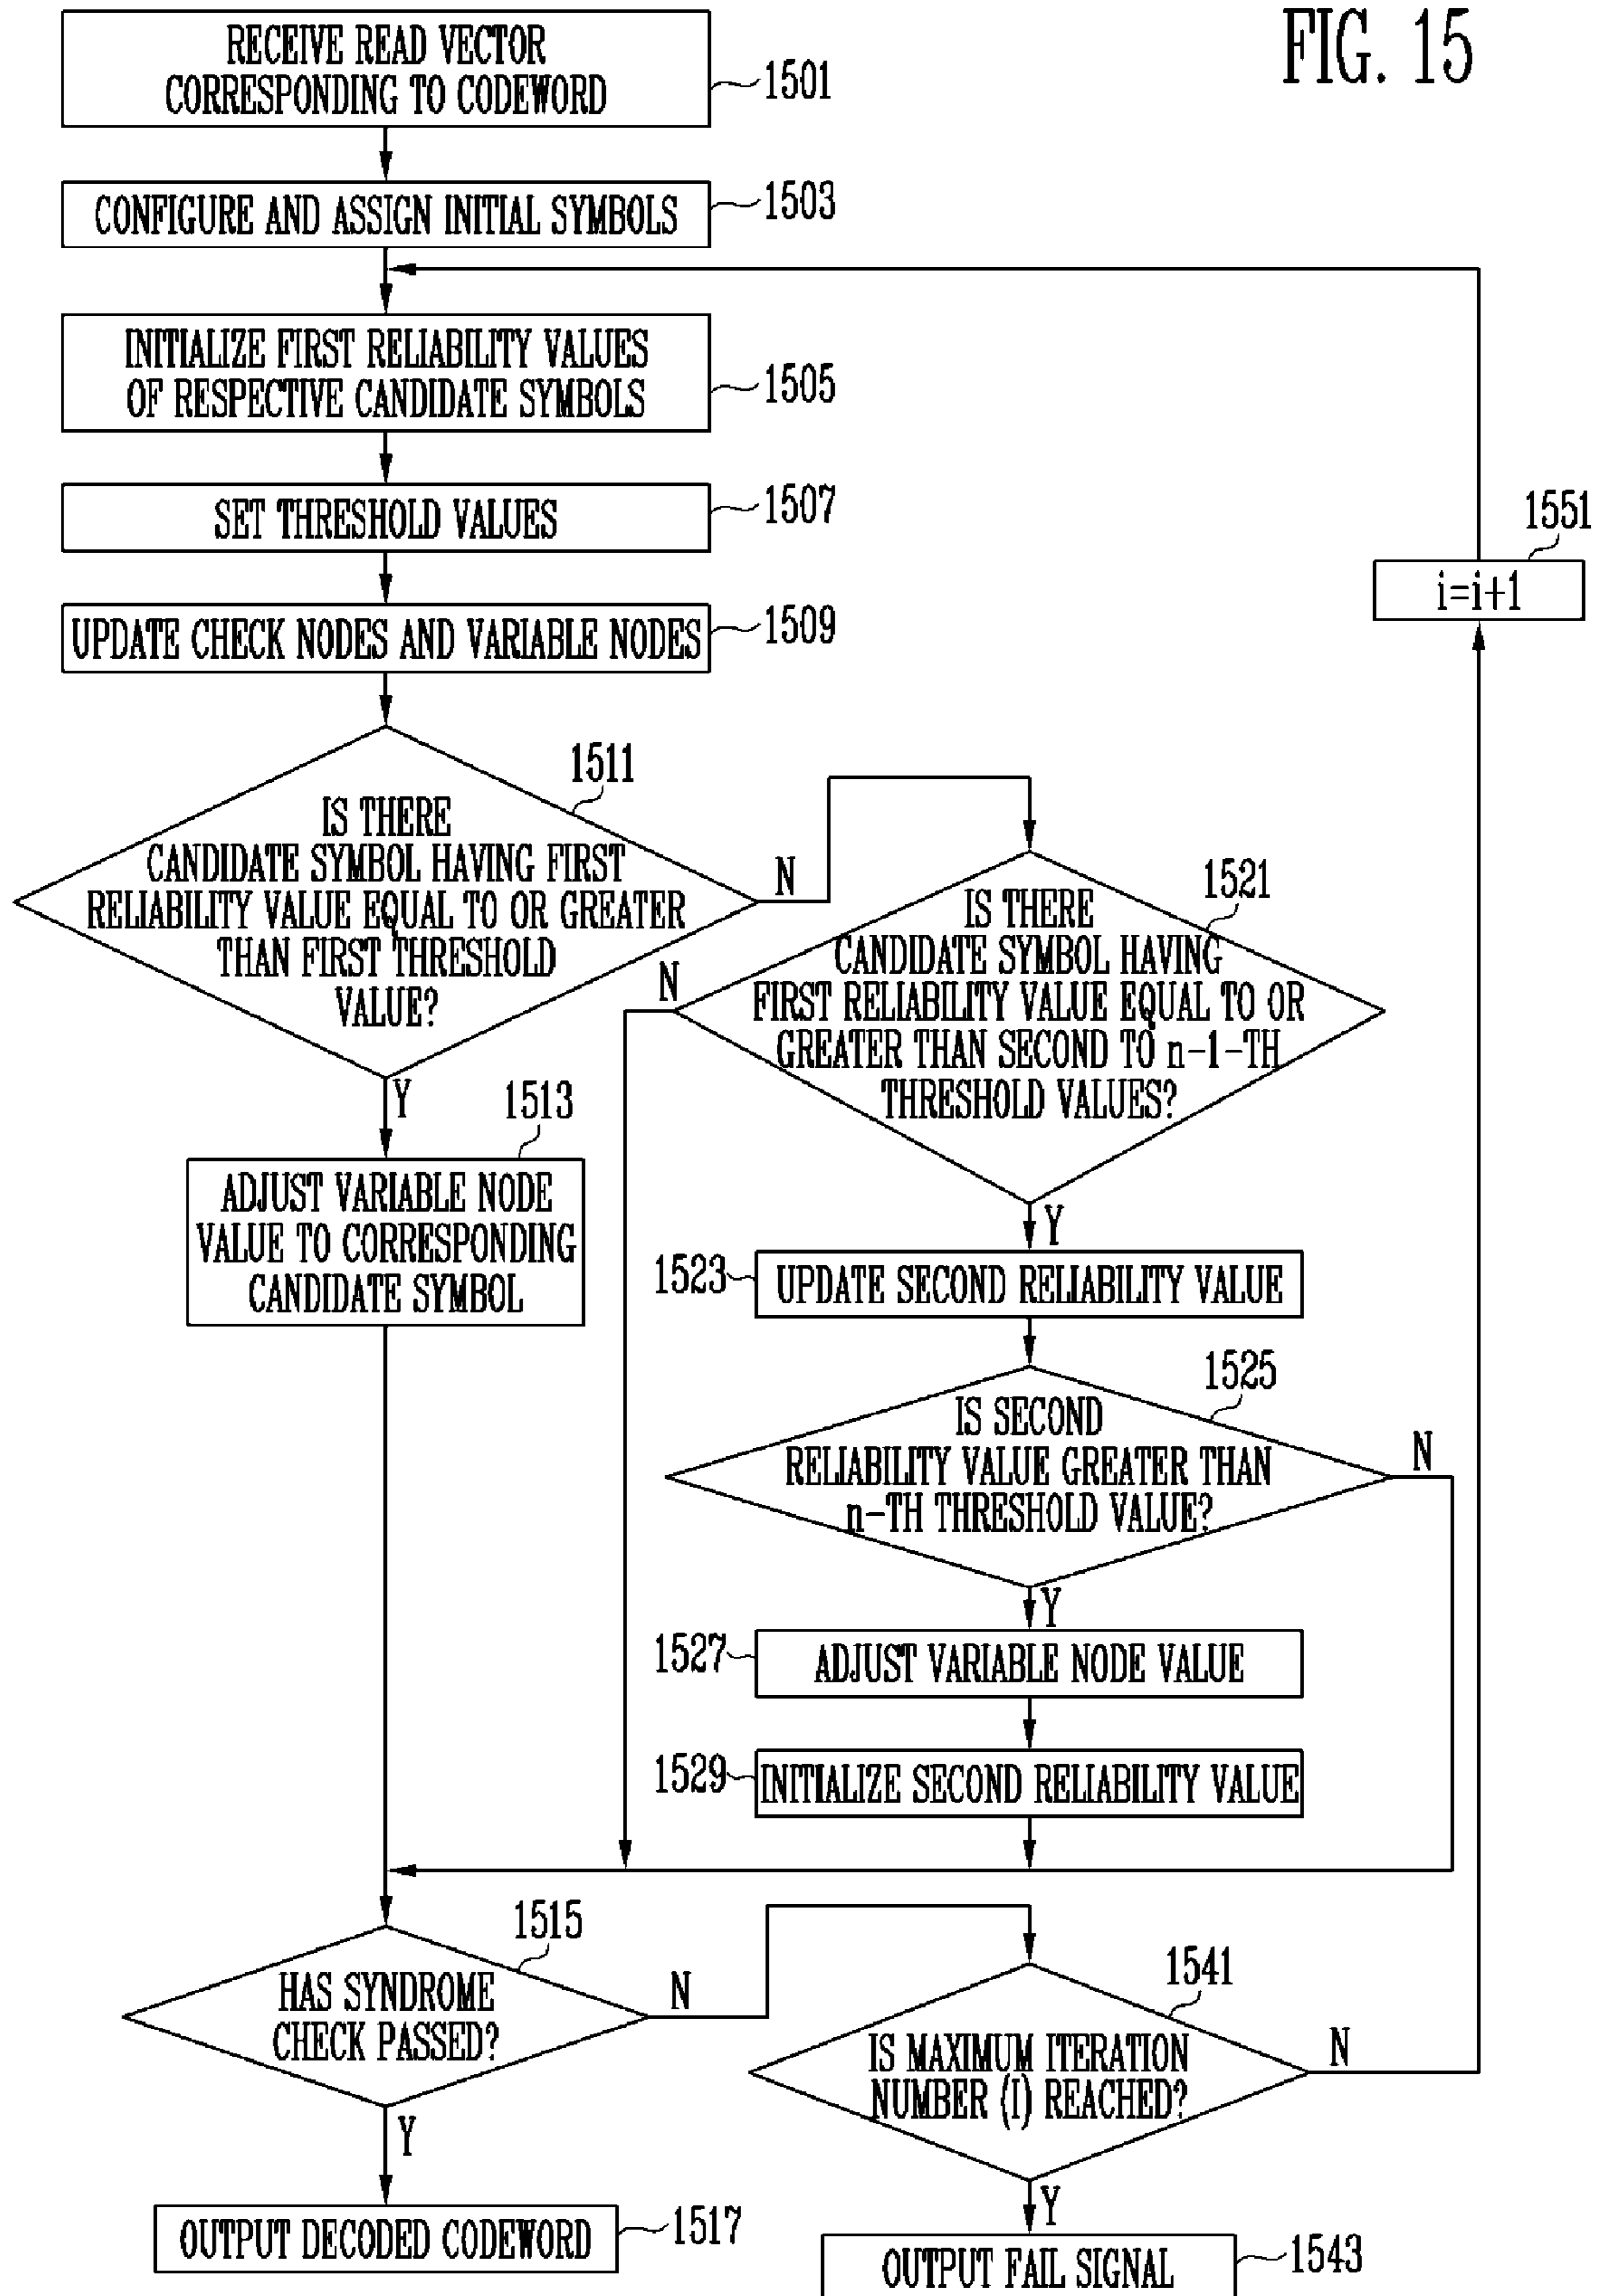 FIG. 15
RECEIVE READ VECTOR
CORRESPONDING TO CODEWORD
1501
CONFIGURE AND ASSIGN INITIAL SYMBOLS
1503
INITIALIZE FIRST RELIABILITY VALUES
OF RESPECTIVE CANDIDATE SYMBOLS
1505
SET THRESHOLD VALUES
1507
1551
i=i+1
UPDATE CHECK NODES AND VARIABLE NODES
1509
1511
IS THERE
CANDIDATE SYMBOL HAVING FIRST
RELIABILITY VALUE EQUAL TO OR GREATER
THAN FIRST THRESHOLD
VALUE?
N
Y
1521
IS THERE
CANDIDATE SYMBOL HAVING
FIRST RELIABILITY VALUE EQUAL TO OR
GREATER THAN SECOND TO n-1-TH
THRESHOLD VALUES?
N
Y
1513
ADJUST VARIABLE NODE
VALUE TO CORRESPONDING
CANDIDATE SYMBOL
1523
UPDATE SECOND RELIABILITY VALUE
1525
IS SECOND
RELIABILITY VALUE GREATER THAN
n-TH THRESHOLD VALUE?
N
Y
1527
ADJUST VARIABLE NODE VALUE
1529
INITIALIZE SECOND RELIABILITY VALUE
1515
HAS SYNDROME
CHECK PASSED?
N
Y
1541
IS MAXIMUM ITERATION
NUMBER (I) REACHED?
N
Y
OUTPUT DECODED CODEWORD
1517
OUTPUT FAIL SIGNAL
1543